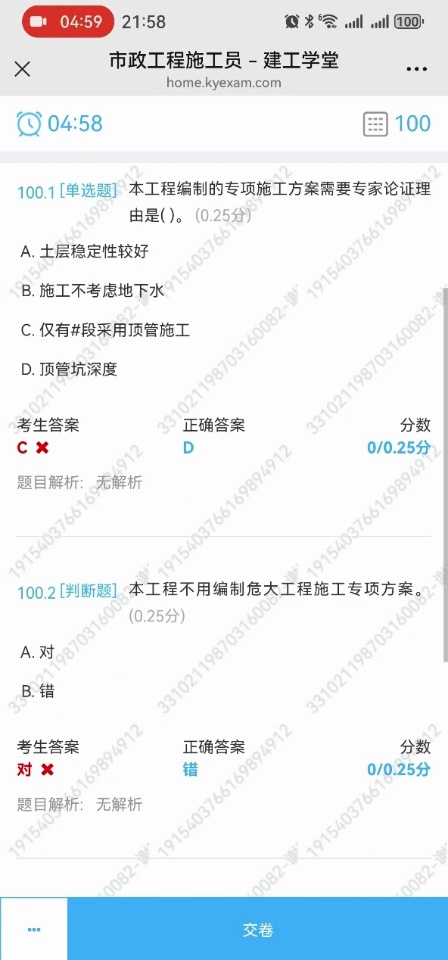 04:59 21:58 100
市政工程施工员 – 建工学堂
home.kyexam.com
04:58 100
100.1 [单选题] 本工程编制的专项施工方案需要专家论证理
由是( )。 (0.25分)
A. 土层稳定性较好
B. 施工不考虑地下水
C. 仅有#段采用顶管施工
D. 顶管坑深度
考生答案 正确答案 分数
C D 0/0.25分
题目解析: 无解析
100.2 [判断题] 本工程不用编制危大工程施工专项方案。
(0.25分)
A. 对
B. 错
考生答案 正确答案 分数
对 错 0/0.25分
题目解析: 无解析
交卷